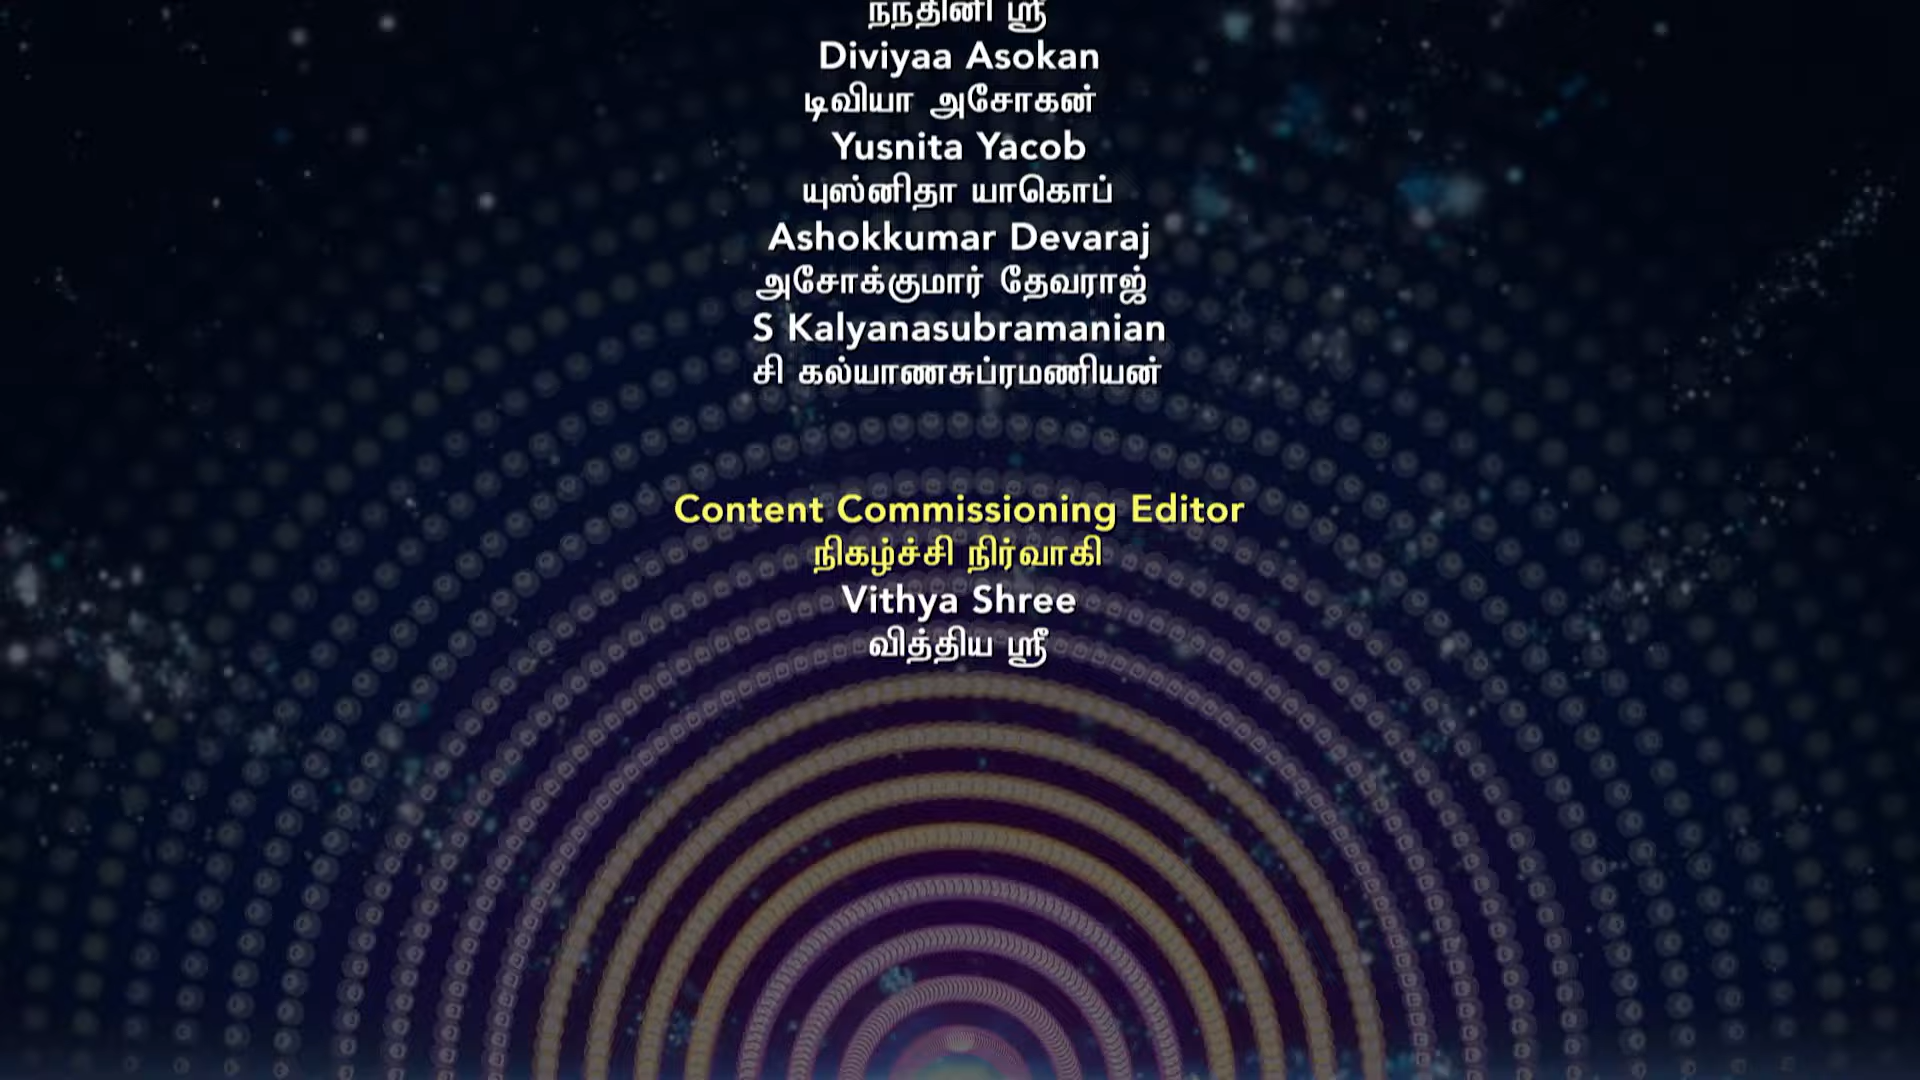 நந்தினி ஸ்ரீ
Diviyaa Asokan
டிவியா அசோகன்
Yusnita Yacob
யுஸ்னிதா யாகொப்
Ashokkumar Devaraj
அசோக்குமார் தேவராஜ்
S Kalyanasubramanian
சி கல்யாணசுப்ரமணியன்
Content Commissioning Editor
நிகழ்ச்சி நிர்வாகி
Vithya Shree
வித்திய ஸ்ரீ